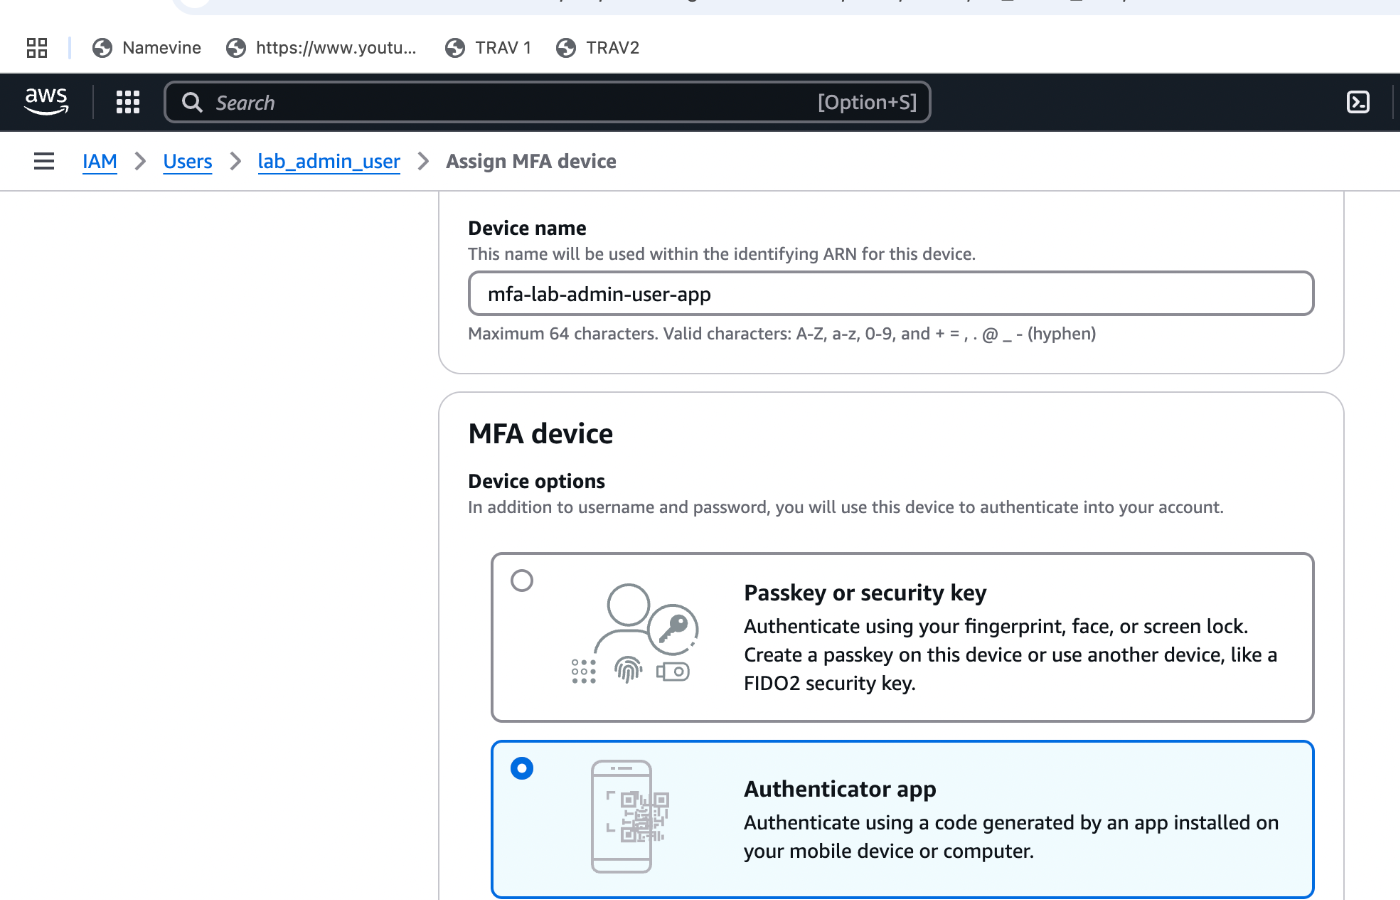 Namevine https://www.youtu... TRAV 1 TRAV2
aws Search [Option+S]
IAM Users lab_admin_user Assign MFA device
Device name
This name will be used within the identifying ARN for this device.
mfa-lab-admin-user-app
Maximum 64 characters. Valid characters: A-Z, a-z, 0-9, and + = , . @ _ - (hyphen)
MFA device
Device options
In addition to username and password, you will use this device to authenticate into your account.
Passkey or security key
Authenticate using your fingerprint, face, or screen lock.
Create a passkey on this device or use another device, like a
FIDO2 security key.
Authenticator app
Authenticate using a code generated by an app installed on
your mobile device or computer.